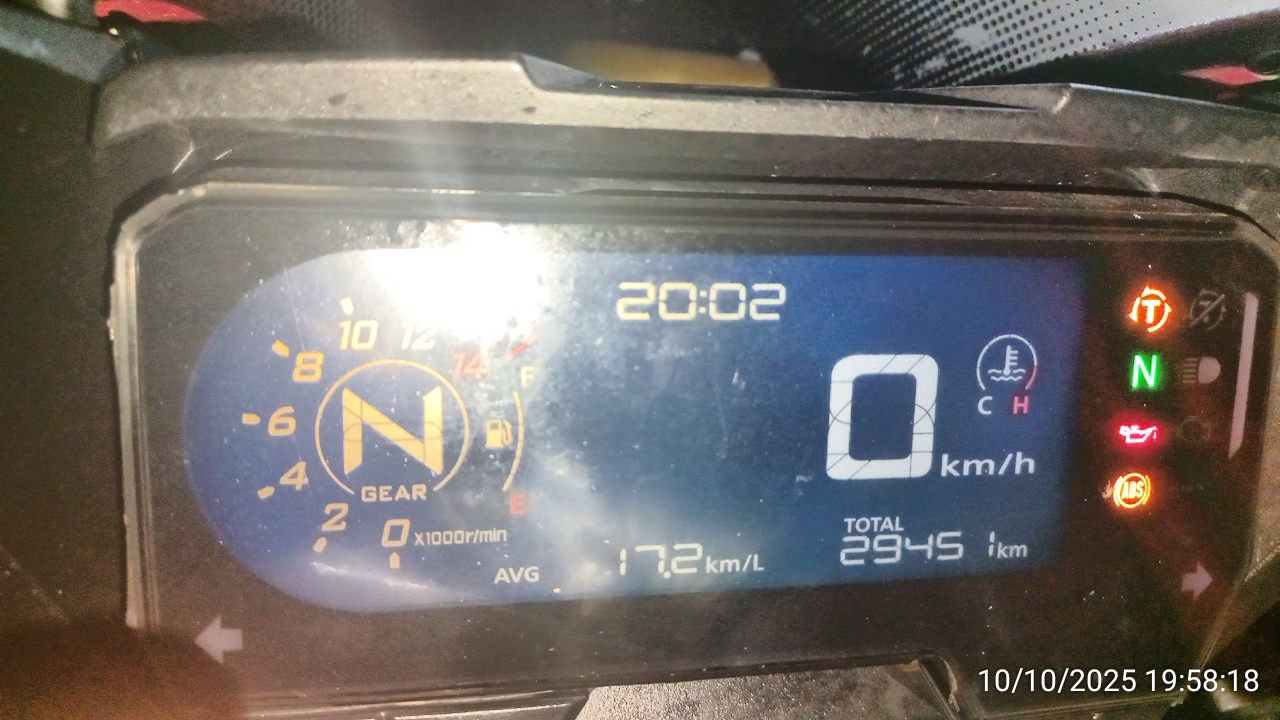 20:02
10 12
8 14
F
6
N
T
N
C H
4
0 km/h
GEAR
ABS
E
2
0 x1000r/min
TOTAL
29451 km
AVG 17.2 km/L
10/10/2025 19:58:18